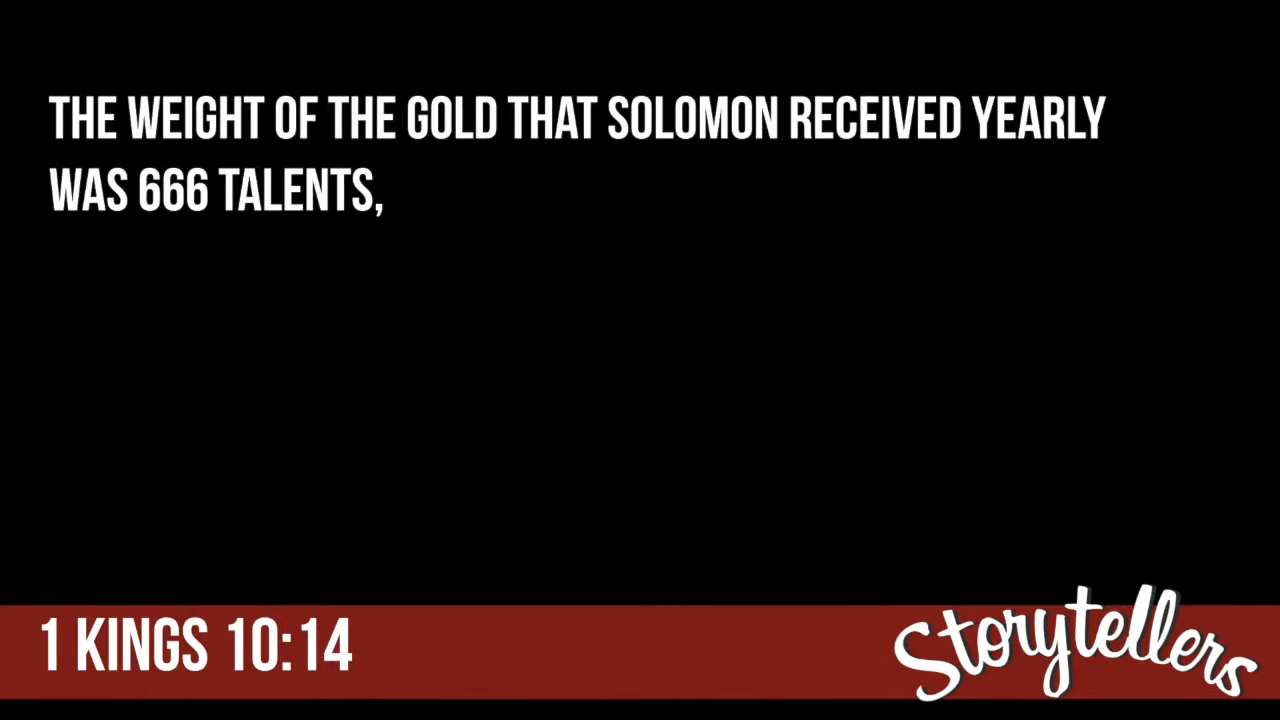 THE WEIGHT OF THE GOLD THAT SOLOMON RECEIVED YEARLY
WAS 666 TALENTS,
1 KINGS 10:14
Storytellers